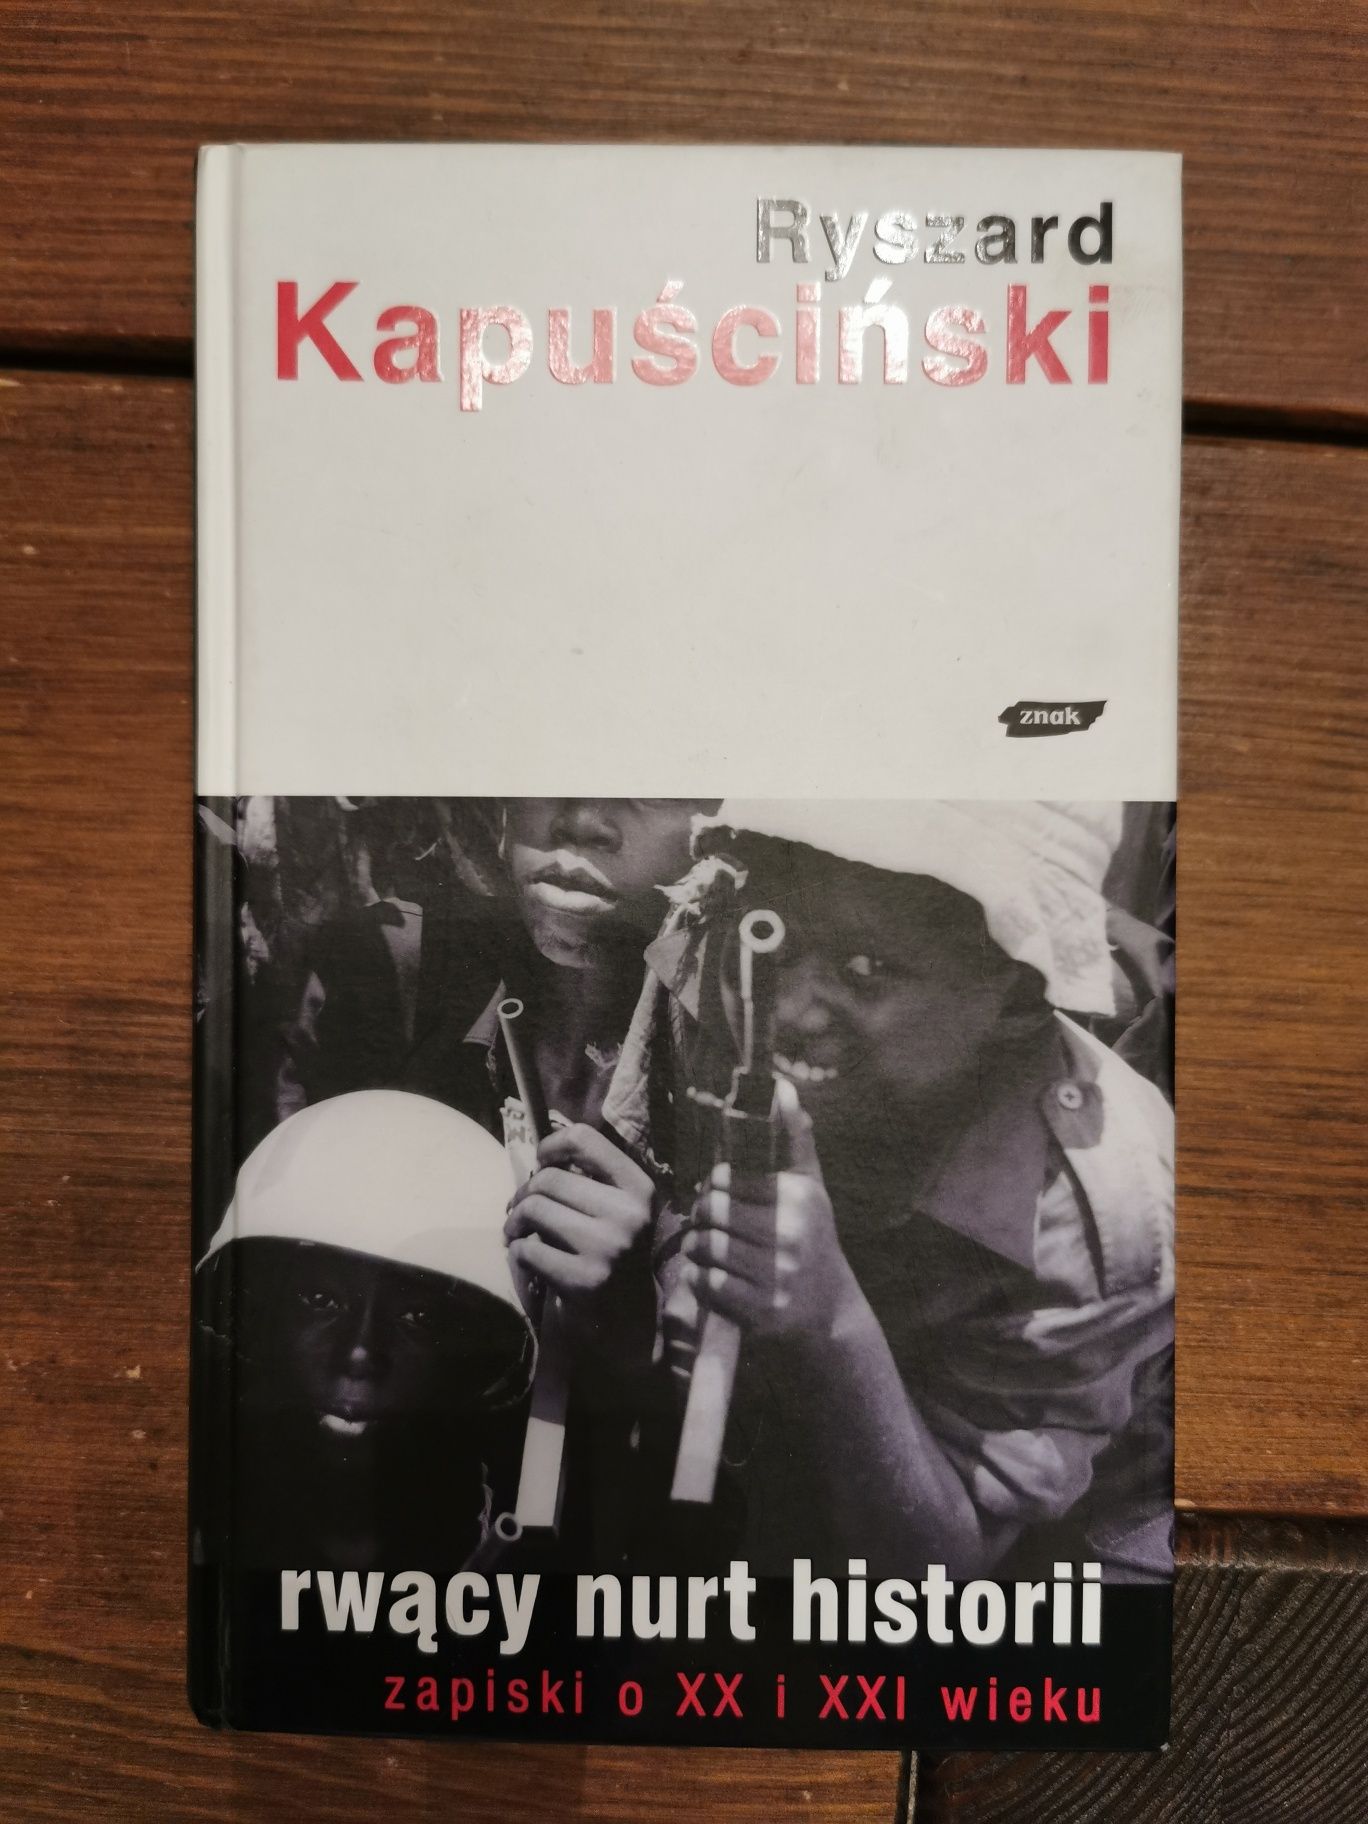 Ryszard
Kapuściński
znak
rwący nurt historii
zapiski o XX i XXI wieku